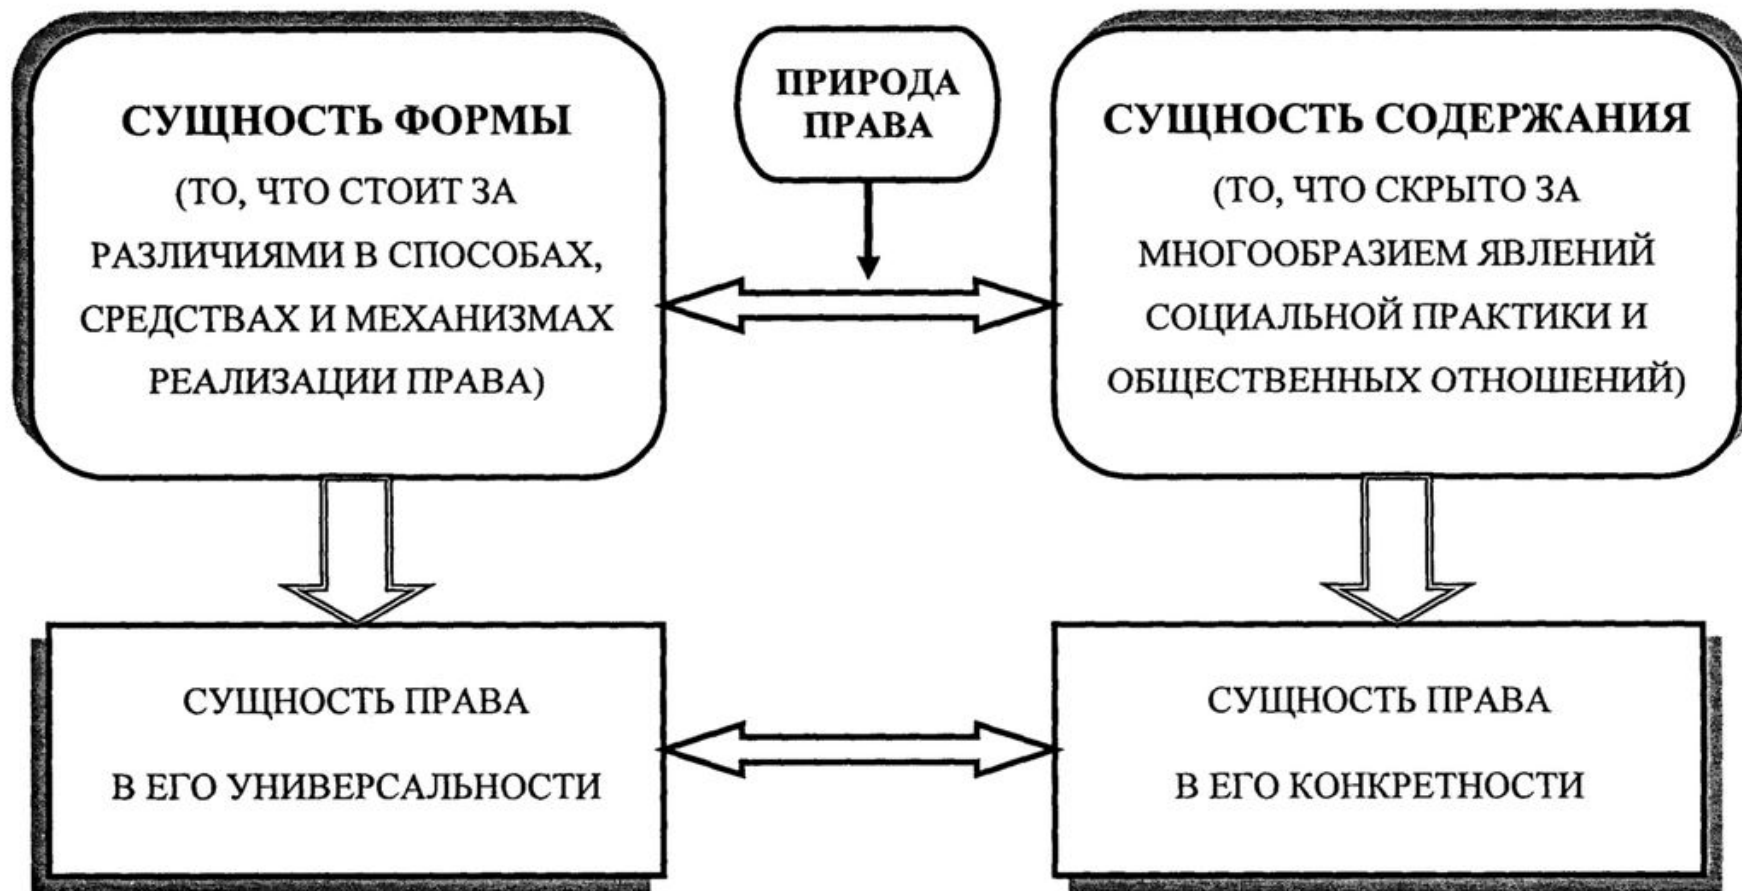 СУЩНОСТЬ ФОРМЫ
(ТО, ЧТО СТОИТ ЗА
РАЗЛИЧИЯМИ В СПОСОБАХ,
СРЕДСТВАХ И МЕХАНИЗМАХ
РЕАЛИЗАЦИИ ПРАВА)
ПРИРОДА
ПРАВА
СУЩНОСТЬ СОДЕРЖАНИЯ
(ТО, ЧТО СКРЫТО ЗА
МНОГООБРАЗИЕМ ЯВЛЕНИЙ
СОЦИАЛЬНОЙ ПРАКТИКИ И
ОБЩЕСТВЕННЫХ ОТНОШЕНИЙ)
СУЩНОСТЬ ПРАВА
В ЕГО УНИВЕРСАЛЬНОСТИ
СУЩНОСТЬ ПРАВА
В ЕГО КОНКРЕТНОСТИ